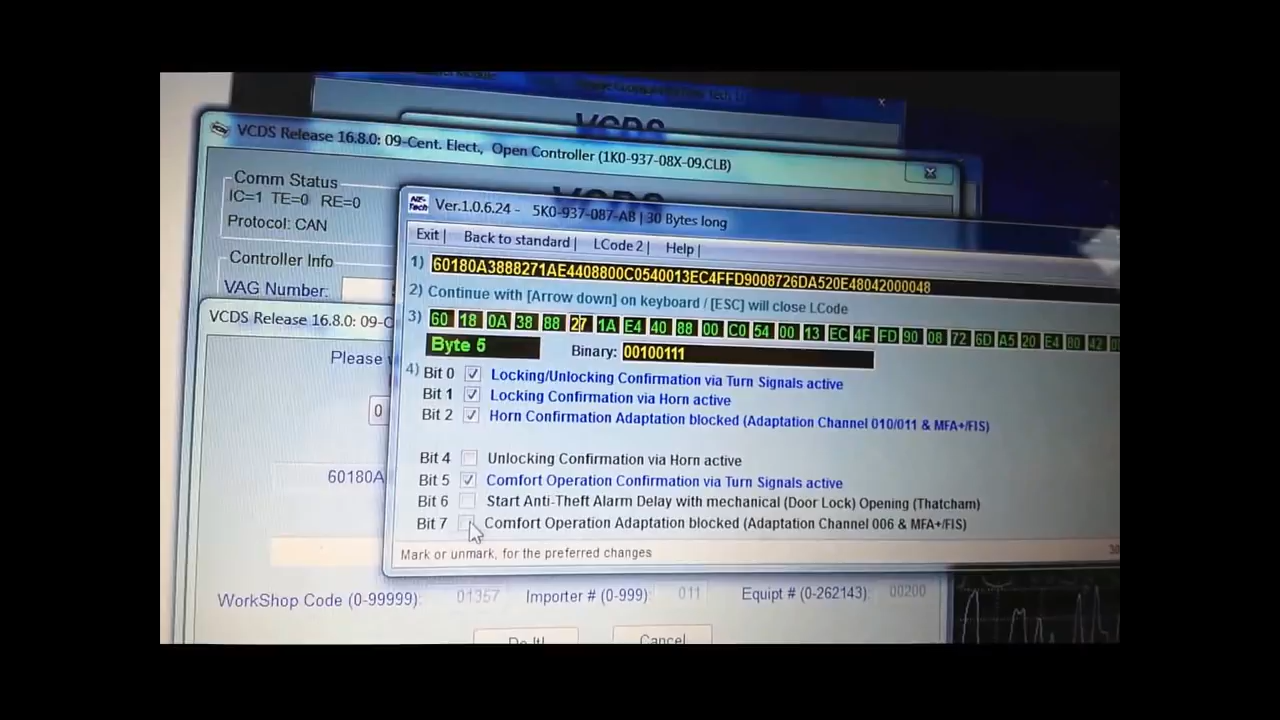 VCDS
VCDS Release 16.8.0: 09-Cent. Elect., Open Controller (1K0-937-08X-09.CLB)
Comm Status
IC=1 TE=0 RE=0
Protocol: CAN
Controller Info
VAG Number:
VCDS
VCDS Release 16.8.0: 09-C
Please
0
60180A
Ver.1.0.6.24 - 5K0-937-087-AB | 30 Bytes long
Exit | Back to standard | LCode 2 | Help |
1) 60180A3888271AE4408800C0540013EC4FFD9008726DA520E48042000048
2) Continue with [Arrow down] on keyboard / [ESC] will close LCode
3) 60 18 0A 38 88 27 1A E4 40 88 00 C0 54 00 13 EC 4F FD 90 08 72 6D A5 20 E4 80 42
Byte 5 Binary: 00100111
4) Bit 0 Locking/Unlocking Confirmation via Turn Signals active
Bit 1 Locking Confirmation via Horn active
Bit 2 Horn Confirmation Adaptation blocked (Adaptation Channel 010/011 & MFA+/FIS)
Bit 4 Unlocking Confirmation via Horn active
Bit 5 Comfort Operation Confirmation via Turn Signals active
Bit 6 Start Anti-Theft Alarm Delay with mechanical (Door Lock) Opening (Thatcham)
Bit 7 Comfort Operation Adaptation blocked (Adaptation Channel 006 & MFA+/FIS)
Mark or unmark, for the preferred changes
WorkShop Code (0-99999): 01357 Importer # (0-999): 011 Equipt # (0-262143): 00200
Do It! Cancel